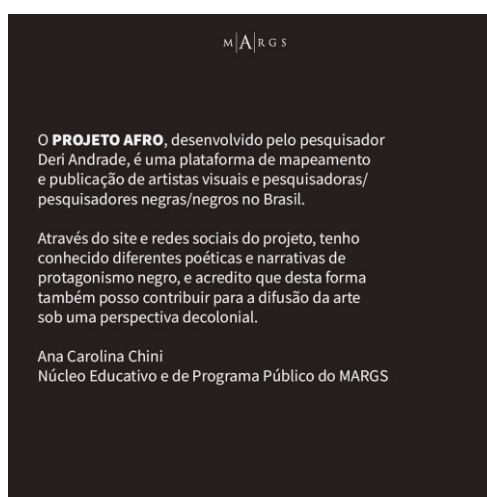 M|A|RGS
O PROJETO AFRO, desenvolvido pelo pesquisador
Deri Andrade, é uma plataforma de mapeamento
e publicação de artistas visuais e pesquisadoras/
pesquisadores negras/negros no Brasil.
Através do site e redes sociais do projeto, tenho
conhecido diferentes poéticas e narrativas de
protagonismo negro, e acredito que desta forma
também posso contribuir para a difusão da arte
sob uma perspectiva decolonial.
Ana Carolina Chini
Núcleo Educativo e de Programa Público do MARGS